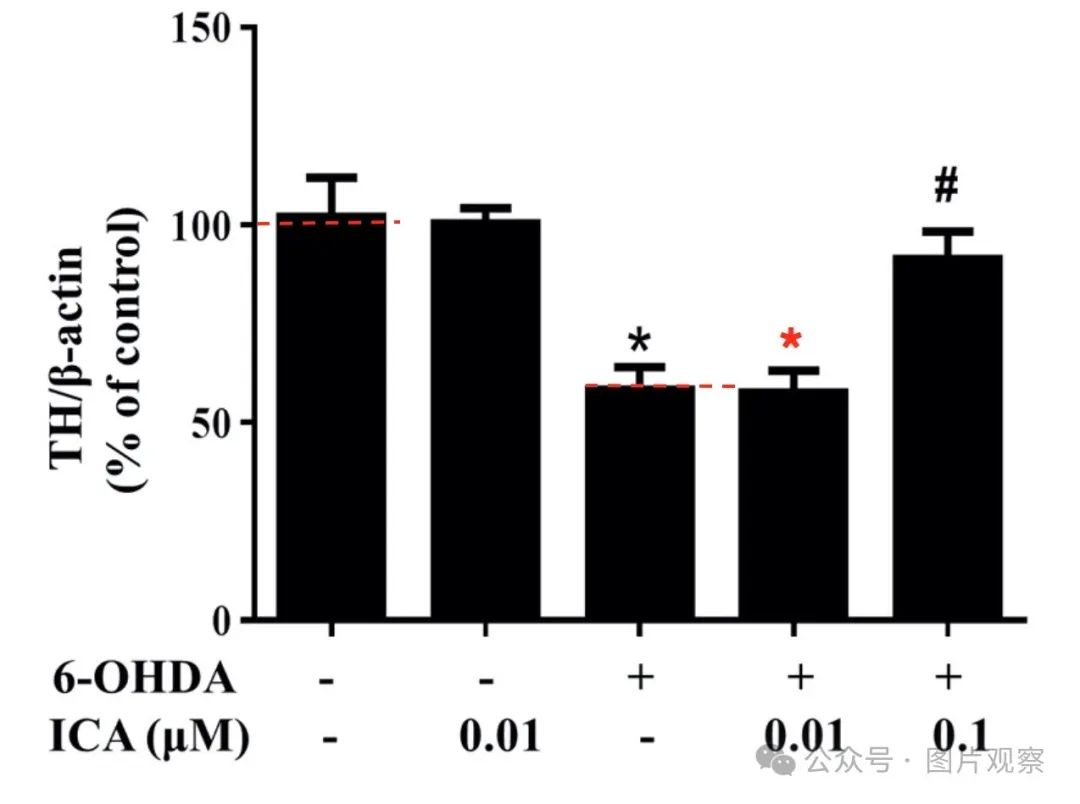 150
100
50
0
TH/β-actin
(% of control)
*
*
#
6-OHDA - - + + +
ICA (μM) - 0.01 - 0.01 0.1
公众号 · 图片观察